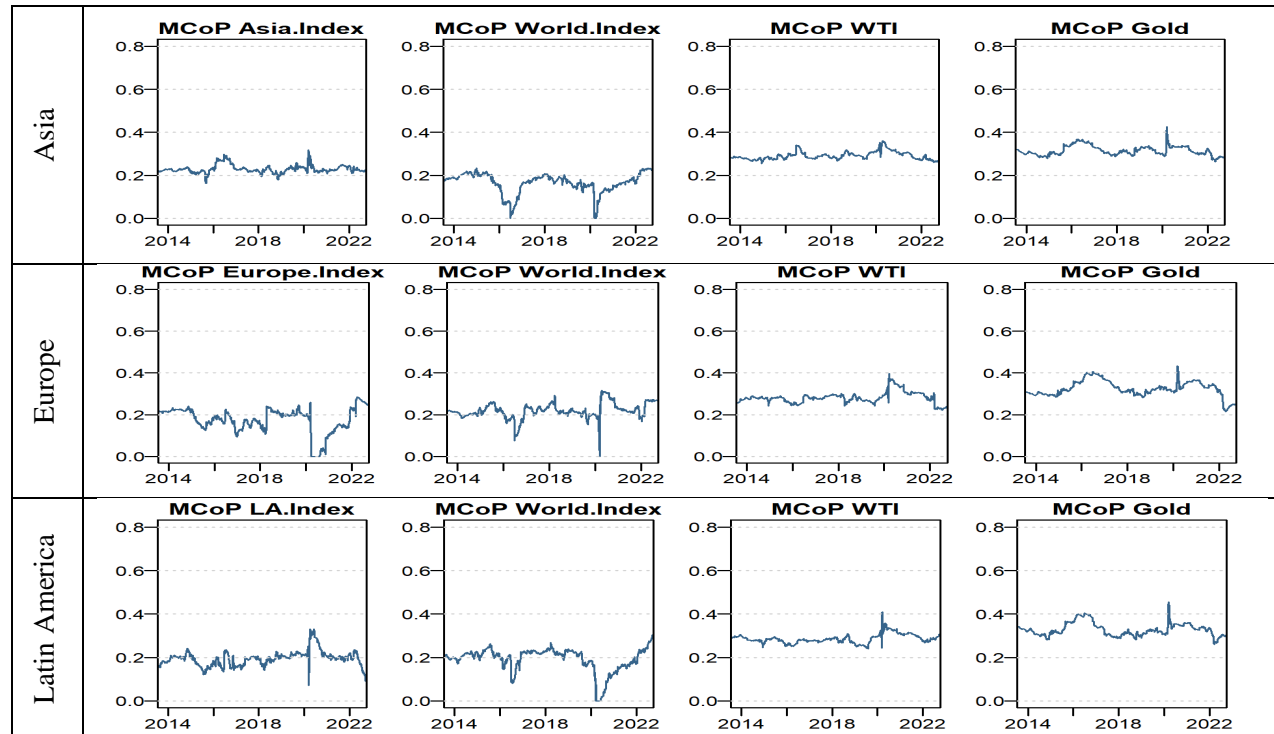 Asia
MCoP Asia.Index MCoP World.Index MCoP WTI MCoP Gold
0.8 0.8 0.8 0.8
0.6 0.6 0.6 0.6
0.4 0.4 0.4 0.4
0.2 0.2 0.2 0.2
0.0 0.0 0.0 0.0
2014 2018 2022 2014 2018 2022 2014 2018 2022 2014 2018 2022
Europe
MCoP Europe.Index MCoP World.Index MCoP WTI MCoP Gold
0.8 0.8 0.8 0.8
0.6 0.6 0.6 0.6
0.4 0.4 0.4 0.4
0.2 0.2 0.2 0.2
0.0 0.0 0.0 0.0
2014 2018 2022 2014 2018 2022 2014 2018 2022 2014 2018 2022
Latin America
MCoP LA.Index MCoP World.Index MCoP WTI MCoP Gold
0.8 0.8 0.8 0.8
0.6 0.6 0.6 0.6
0.4 0.4 0.4 0.4
0.2 0.2 0.2 0.2
0.0 0.0 0.0 0.0
2014 2018 2022 2014 2018 2022 2014 2018 2022 2014 2018 2022